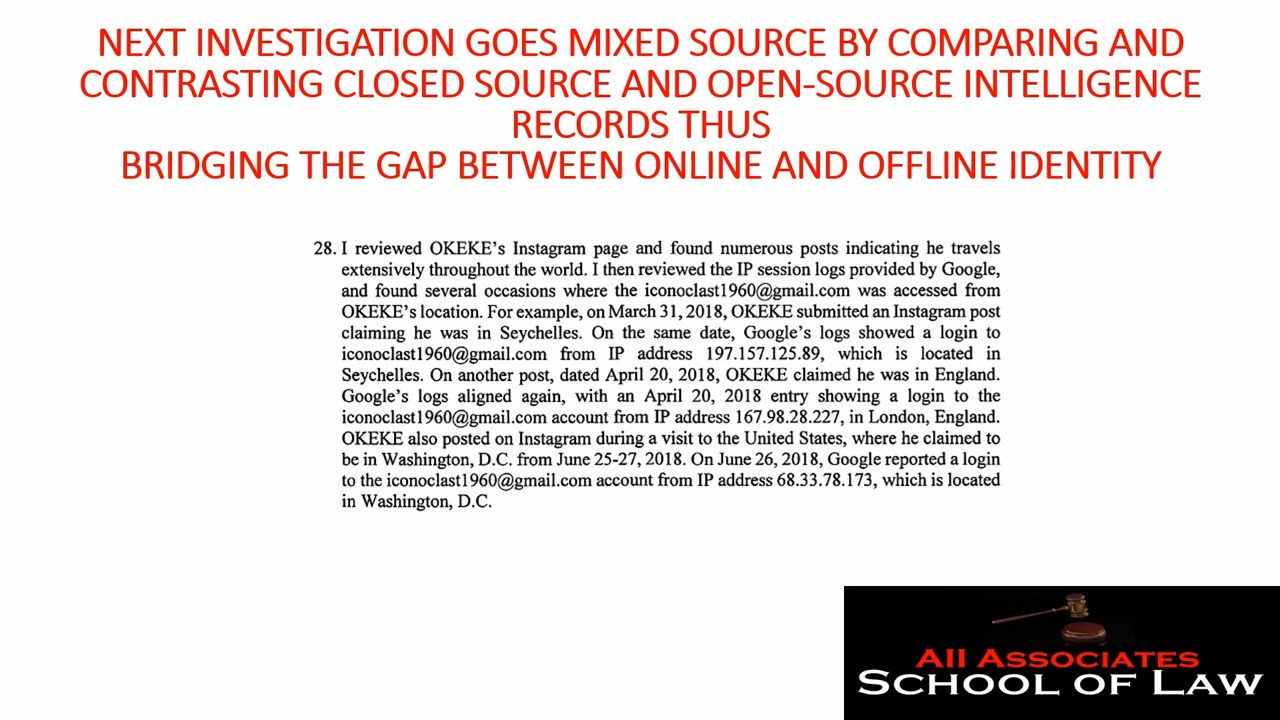 NEXT INVESTIGATION GOES MIXED SOURCE BY COMPARING AND
CONTRASTING CLOSED SOURCE AND OPEN-SOURCE INTELLIGENCE
RECORDS THUS
BRIDGING THE GAP BETWEEN ONLINE AND OFFLINE IDENTITY
28. I reviewed OKEKE's Instagram page and found numerous posts indicating he travels
extensively throughout the world. I then reviewed the IP session logs provided by Google,
and found several occasions where the iconoclast1960@gmail.com was accessed from
OKEKE's location. For example, on March 31, 2018, OKEKE submitted an Instagram post
claiming he was in Seychelles. On the same date, Google's logs showed a login to
iconoclast1960@gmail.com from IP address 197.157.125.89, which is located in
Seychelles. On another post, dated April 20, 2018, OKEKE claimed he was in England.
Google's logs aligned again, with an April 20, 2018 entry showing a login to the
iconoclast1960@gmail.com account from IP address 167.98.28.227, in London, England.
OKEKE also posted on Instagram during a visit to the United States, where he claimed to
be in Washington, D.C. from June 25-27, 2018. On June 26, 2018, Google reported a login
to the iconoclast1960@gmail.com account from IP address 68.33.78.173, which is located
in Washington, D.C.
All Associates
School of Law